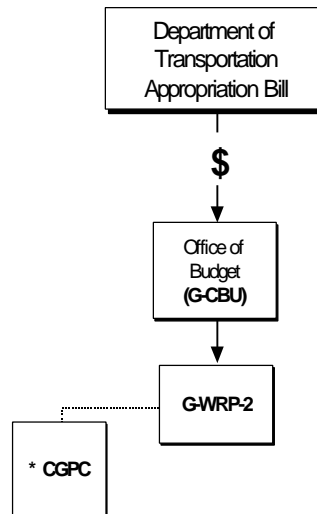 Department of
Transportation
Appropriation Bill
$
Office of
Budget
(G-CBU)
G-WRP-2
* CGPC